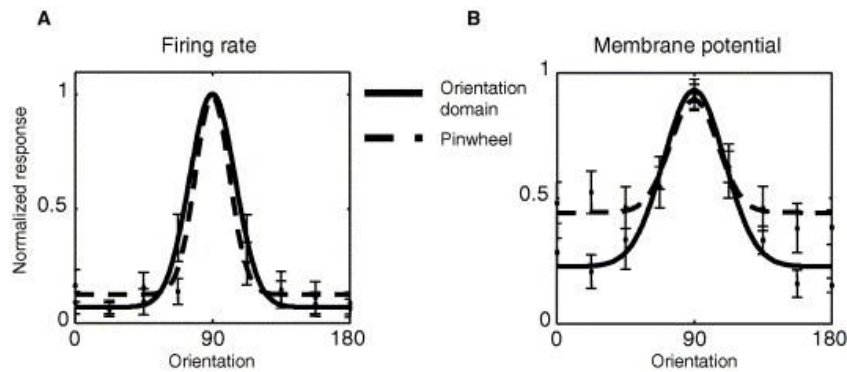 A
Firing rate
Normalized response
1
0.5
0
0
90
180
Orientation
Orientation
domain
Pinwheel
B
Membrane potential
1
0.5
0
0
90
180
Orientation